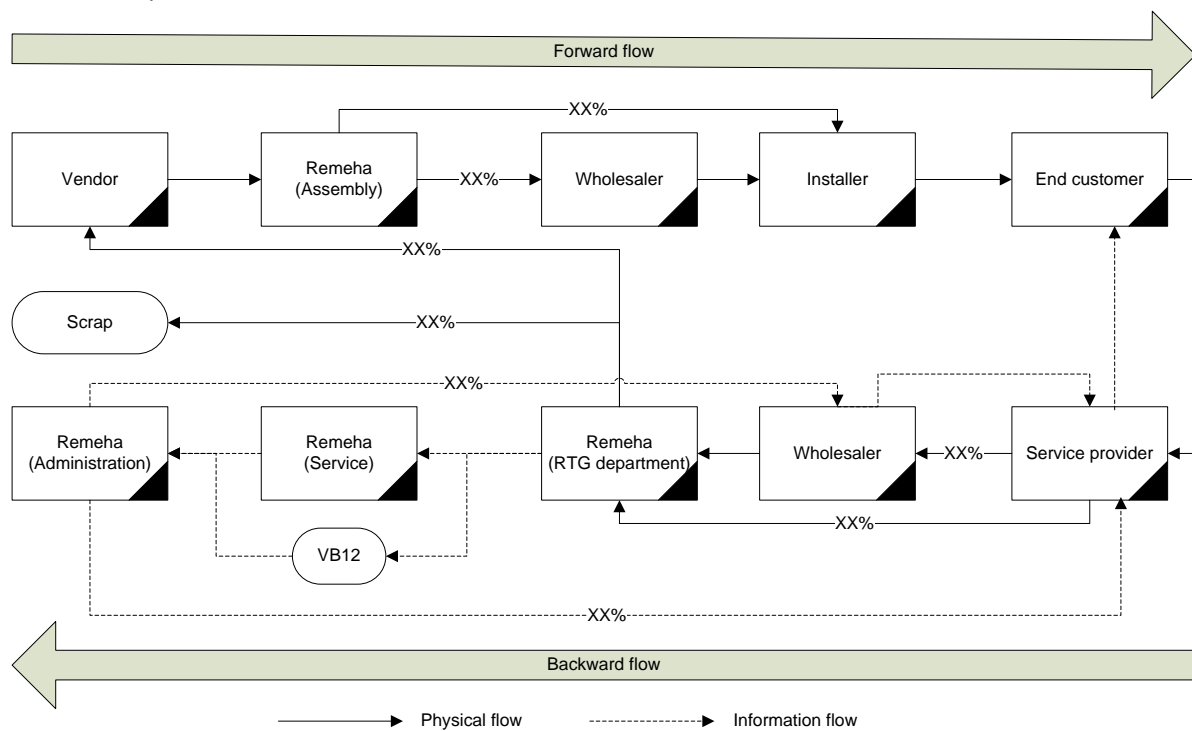 Forward flow
XX%
Vendor
Remeha
(Assembly)
XX%
Wholesaler
Installer
End customer
XX%
Scrap
XX%
XX%
Remeha
(Administration)
Remeha
(Service)
Remeha
(RTG department)
Wholesaler
XX%
Service provider
XX%
VB12
XX%
Backward flow
Physical flow
Information flow